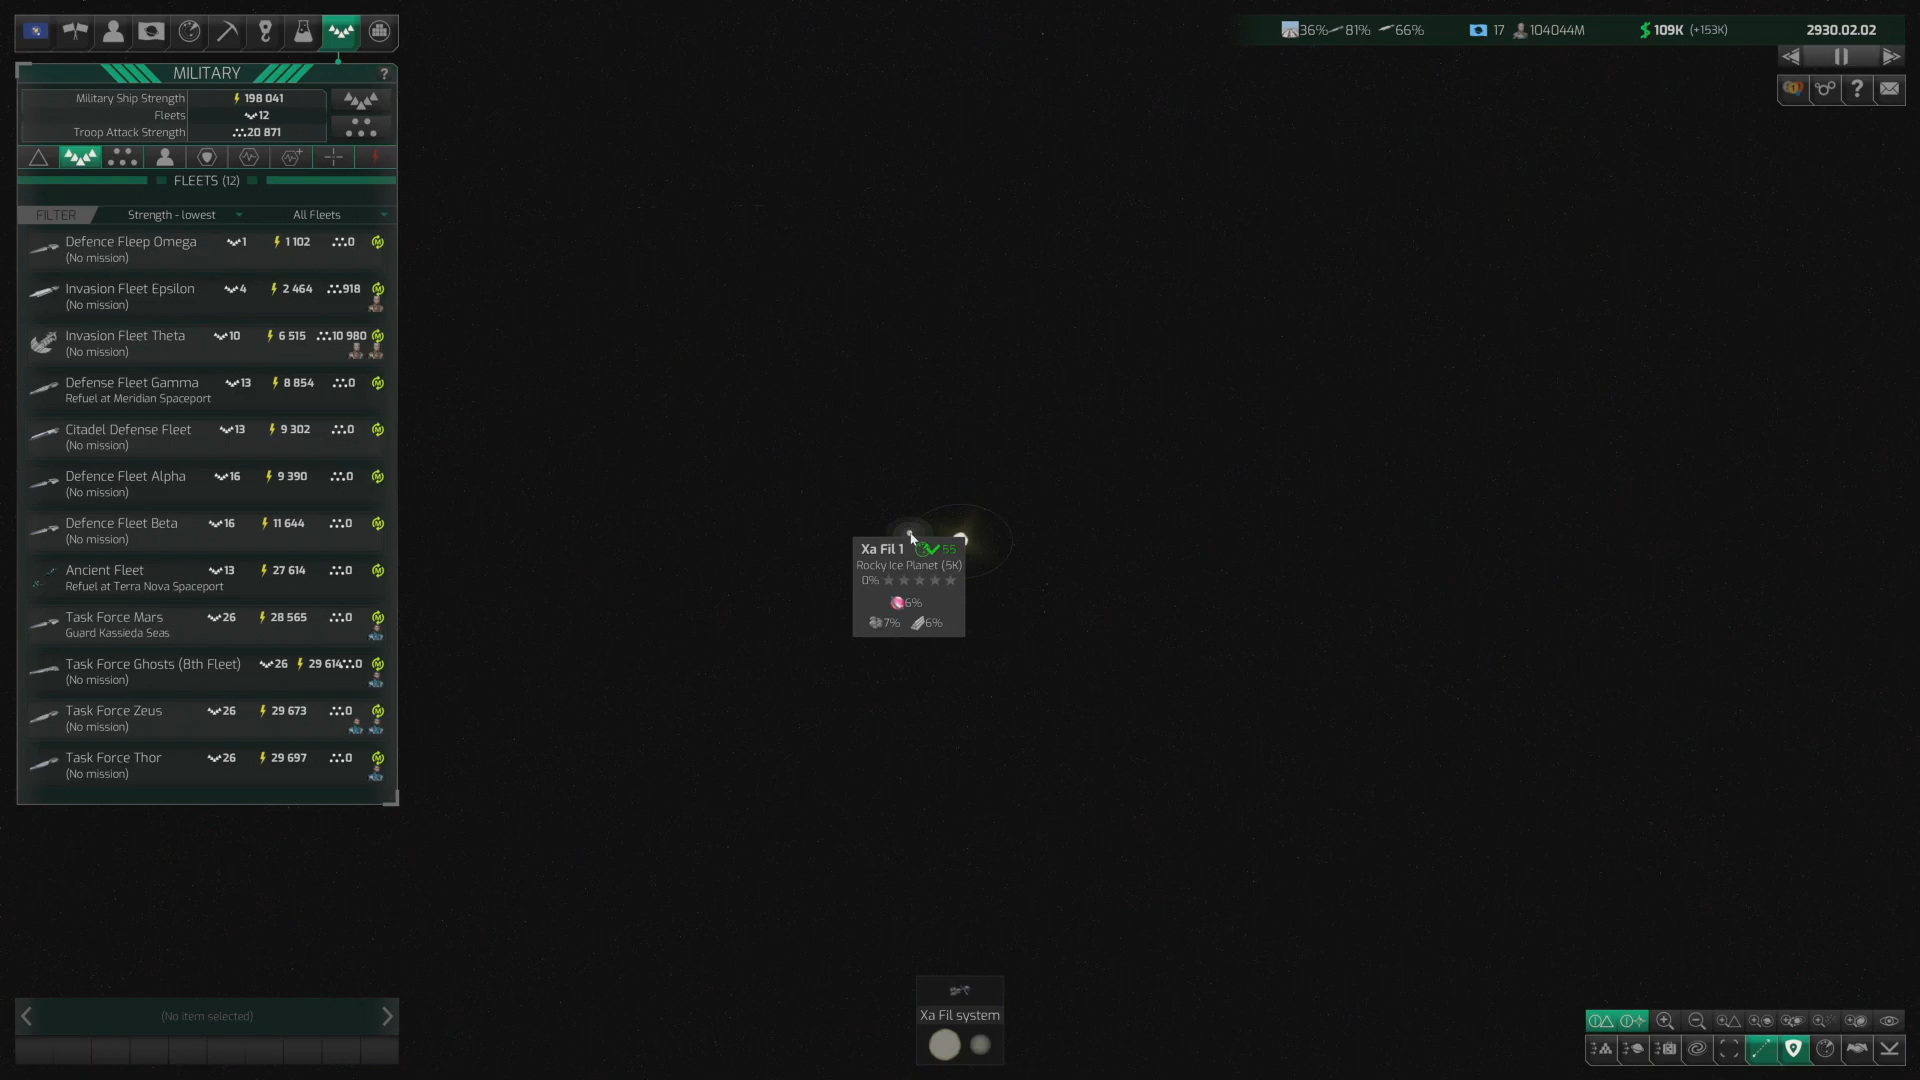 36% 81% 66% 17 104044M 109K (+153K) 2930.02.02
MILITARY ?
Military Ship Strength 198 041
Fleets 12
Troop Attack Strength 20 871
FLEETS (12)
FILTER Strength - lowest All Fleets
Defence Fleep Omega 1 1 102 0
(No mission)
Invasion Fleet Epsilon 4 2 464 918
(No mission)
Invasion Fleet Theta 10 6 515 10 980
(No mission)
Defense Fleet Gamma 13 8 854 0
Refuel at Meridian Spaceport
Citadel Defense Fleet 13 9 302 0
(No mission)
Defence Fleet Alpha 16 9 390 0
(No mission)
Defence Fleet Beta 16 11 644 0
(No mission)
Ancient Fleet 13 27 614 0
Refuel at Terra Nova Spaceport
Task Force Mars 26 28 565 0
Guard Kassieda Seas
Task Force Ghosts (8th Fleet) 26 29 614 0
(No mission)
Task Force Zeus 26 29 673 0
(No mission)
Task Force Thor 26 29 697 0
(No mission)
Xa Fil 1 55
Rocky Ice Planet (5K)
0%
6%
7% 6%
(No item selected)
Xa Fil system